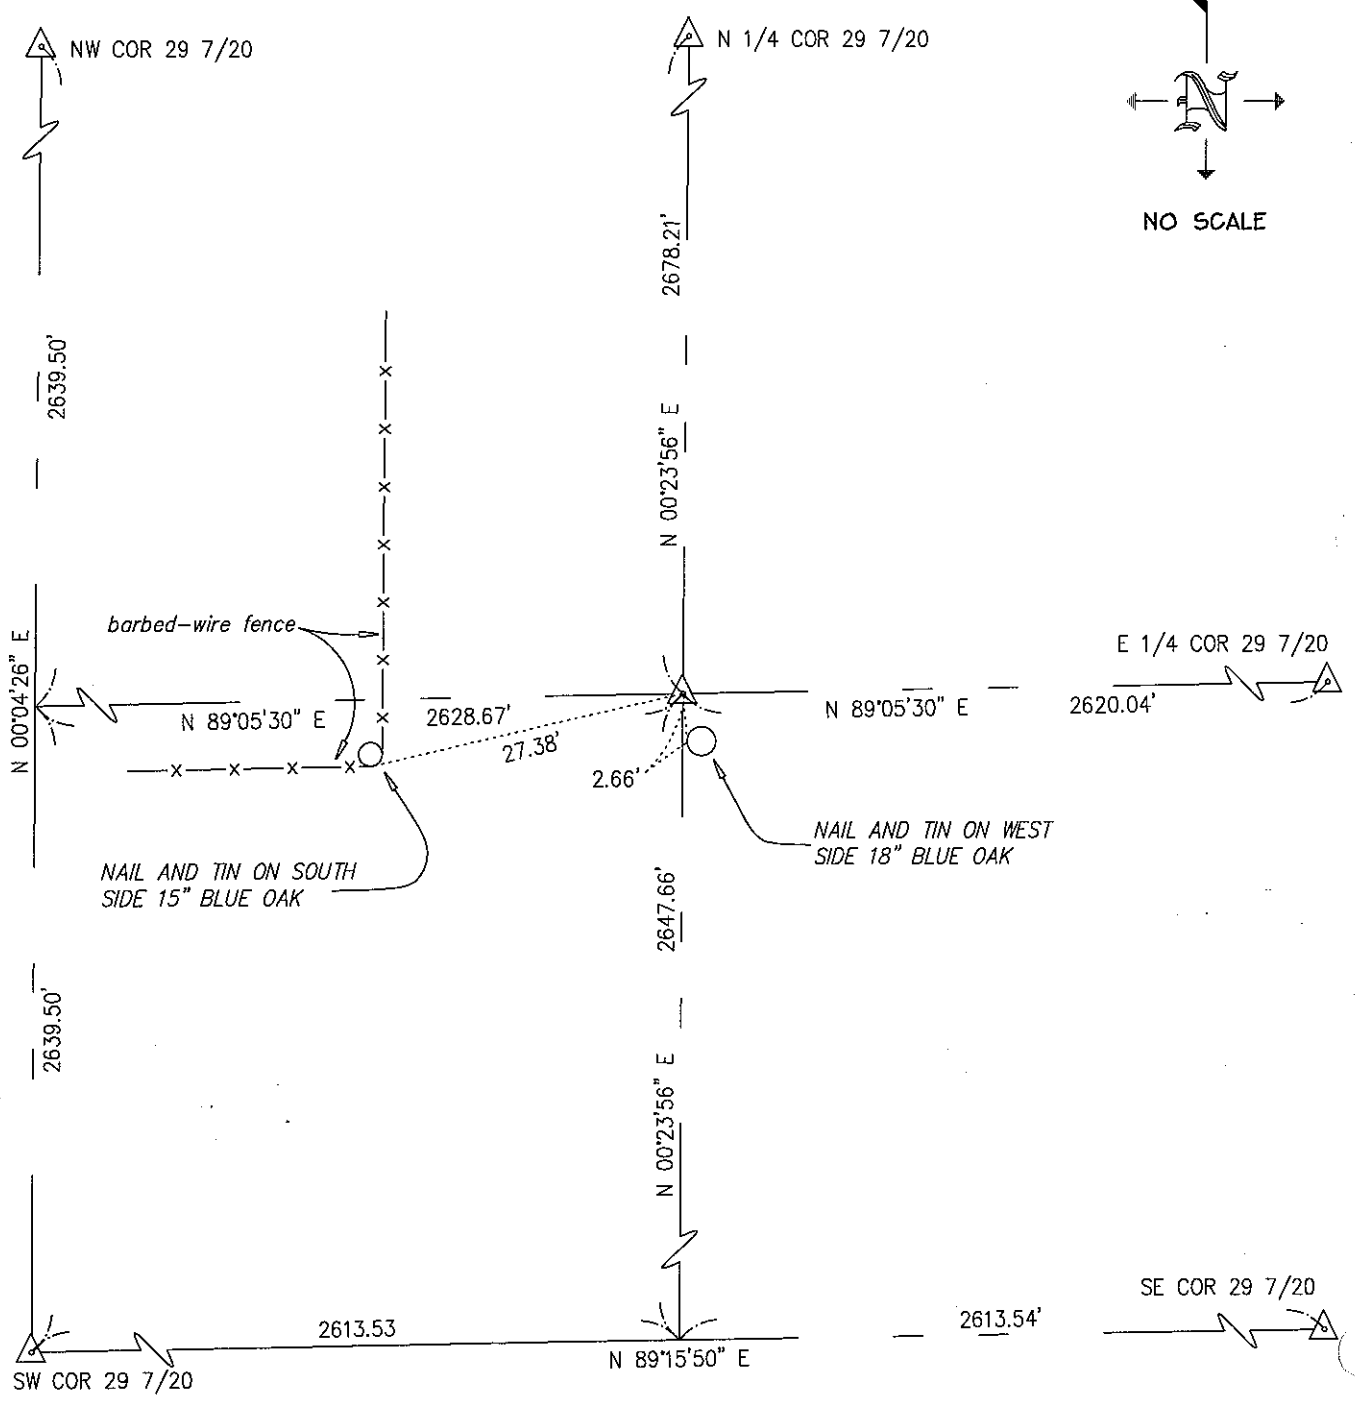 NW COR 29 7/20
N 1/4 COR 29 7/20
N
NO SCALE
2678.21'
2639.50'
N 00°23'56" E
barbed-wire fence
N 00°04'26" E
E 1/4 COR 29 7/20
N 89°05'30" E
2628.67'
N 89°05'30" E
2620.04'
27.38'
2.66'
NAIL AND TIN ON WEST
SIDE 18" BLUE OAK
NAIL AND TIN ON SOUTH
SIDE 15" BLUE OAK
2647.66'
2639.50'
N 00°23'56" E
SE COR 29 7/20
2613.53
2613.54'
N 89°15'50" E
SW COR 29 7/20